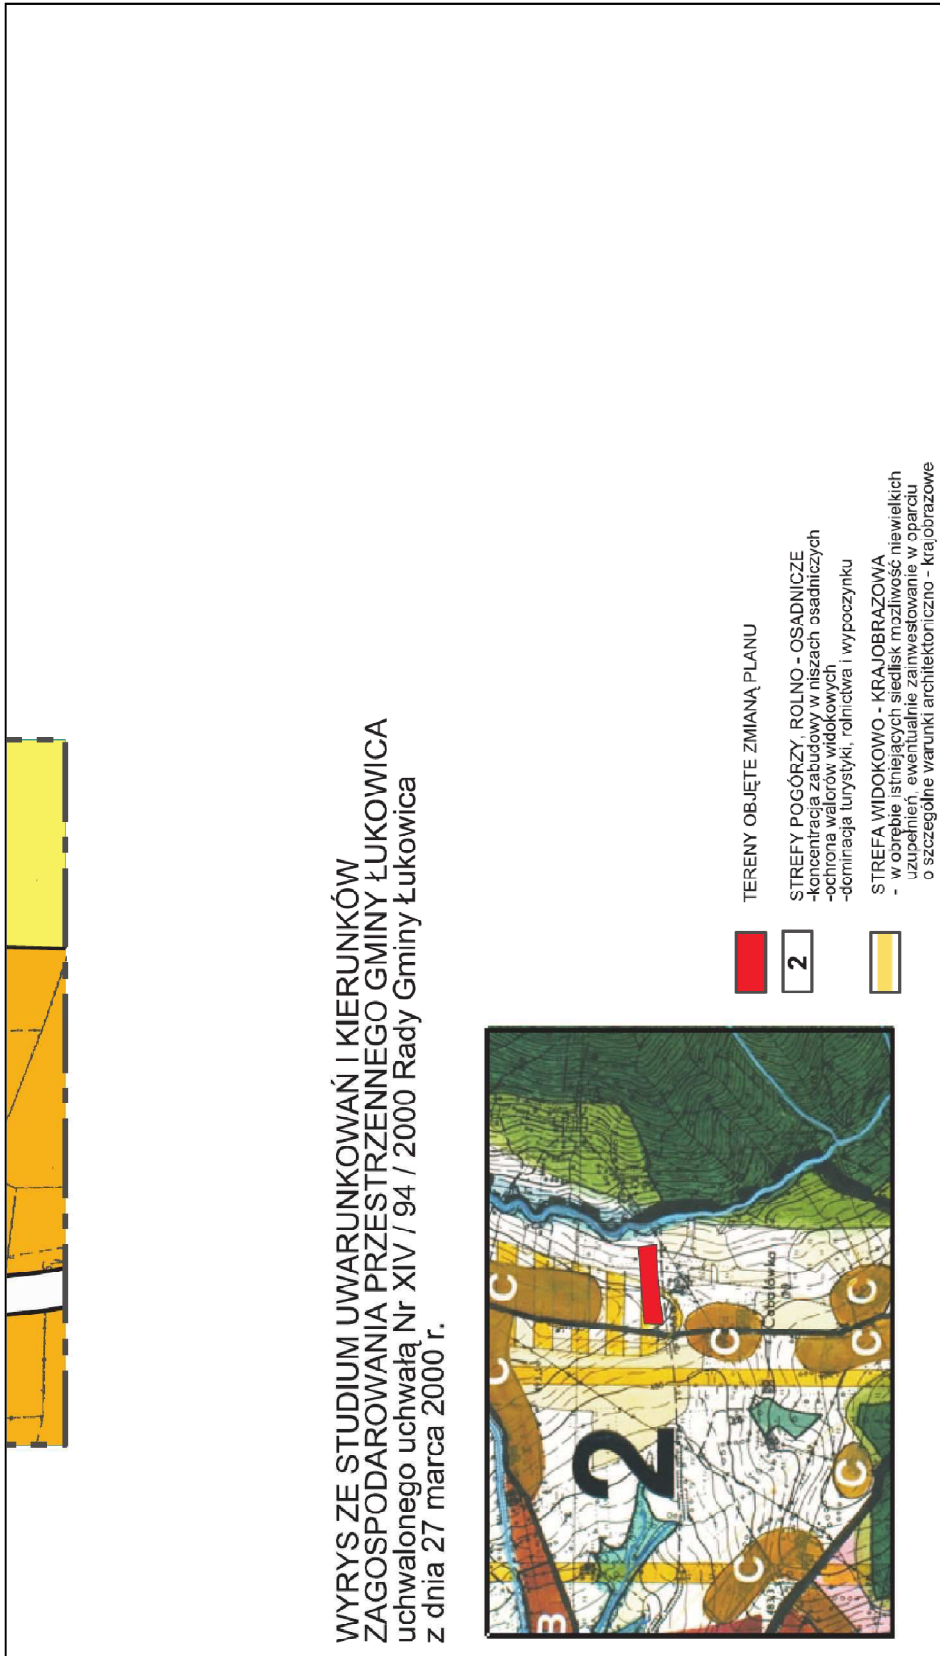 WYRYS ZE STUDIUM UWARUNKOWAŃ I KIERUNKÓW
ZAGOSPODAROWANIA PRZESTRZENNEGO GMINY ŁUKOWICA
uchwalonego uchwałą Nr XIV / 94 / 2000 Rady Gminy Łukowica
z dnia 27 marca 2000 r.
C
C
C
C
C
C
C
B
2
TERENY OBJĘTE ZMIANĄ PLANU
2
STREFY POGÓRZY, ROLNO - OSADNICZE
-koncentracja zabudowy w niszach osadniczych
-ochrona walorów widokowych
-dominacja turystyki, rolnictwa i wypoczynku
STREFA WIDOKOWO - KRAJOBRAZOWA
- w obrębie istniejących siedlisk możliwość niewielkich
uzupełnień, ewentualnie zainwestowanie w oparciu
o szczególne warunki architektoniczno - krajobrazowe